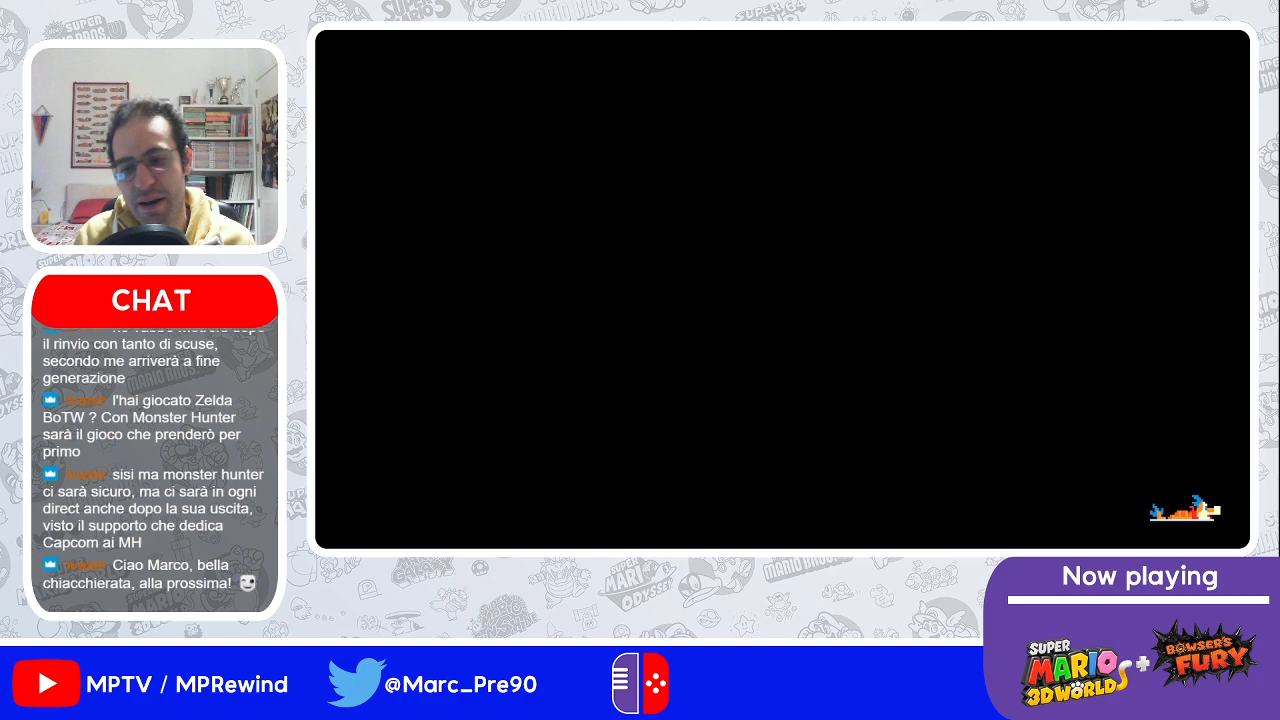 CHAT
il rinvio con tanto di scuse,
secondo me arriverà a fine
generazione
l'hai giocato Zelda
BoTW ? Con Monster Hunter
sarà il gioco che prenderò per
primo
sisi ma monster hunter
ci sarà sicuro, ma ci sarà in ogni
direct anche dopo la sua uscita,
visto il supporto che dedica
Capcom ai MH
Ciao Marco, bella
chiacchierata, alla prossima!
Now playing
SUPER
MARIO
3D WORLD
+
BOWSER'S
FURY
MPTV / MPRewind
@Marc_Pre90